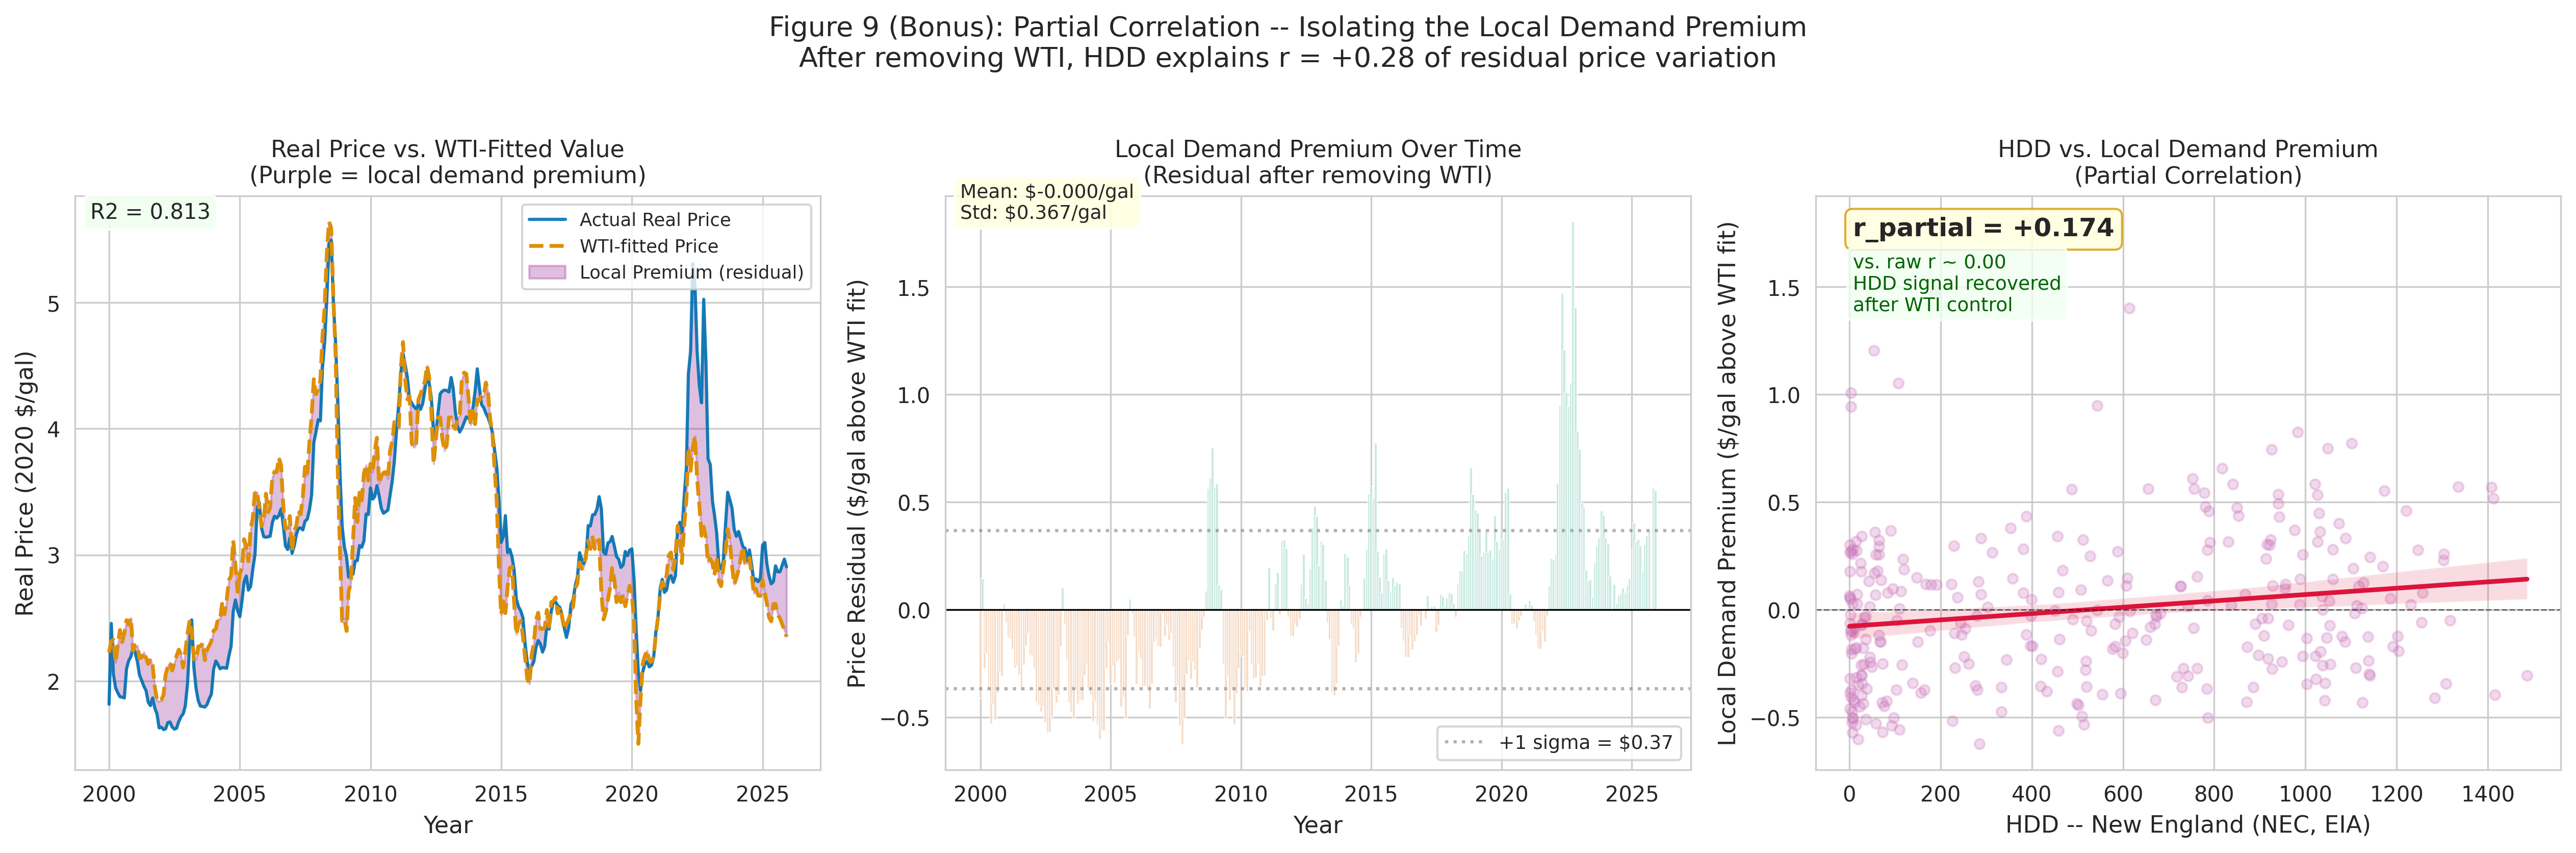 Figure 9 (Bonus): Partial Correlation -- Isolating the Local Demand Premium
After removing WTI, HDD explains r = +0.28 of residual price variation
Real Price vs. WTI-Fitted Value
(Purple = local demand premium)
R2 = 0.813
Actual Real Price
WTI-fitted Price
Local Premium (residual)
Real Price (2020 $/gal)
5
4
3
2
2000 2005 2010 2015 2020 2025
Year
Local Demand Premium Over Time
(Residual after removing WTI)
Mean: $-0.000/gal
Std: $0.367/gal
Price Residual ($/gal above WTI fit)
1.5
1.0
0.5
0.0
−0.5
+1 sigma = $0.37
2000 2005 2010 2015 2020 2025
Year
HDD vs. Local Demand Premium
(Partial Correlation)
r_partial = +0.174
vs. raw r ~ 0.00
HDD signal recovered
after WTI control
Local Demand Premium ($/gal above WTI fit)
1.5
1.0
0.5
0.0
−0.5
0 200 400 600 800 1000 1200 1400
HDD -- New England (NEC, EIA)